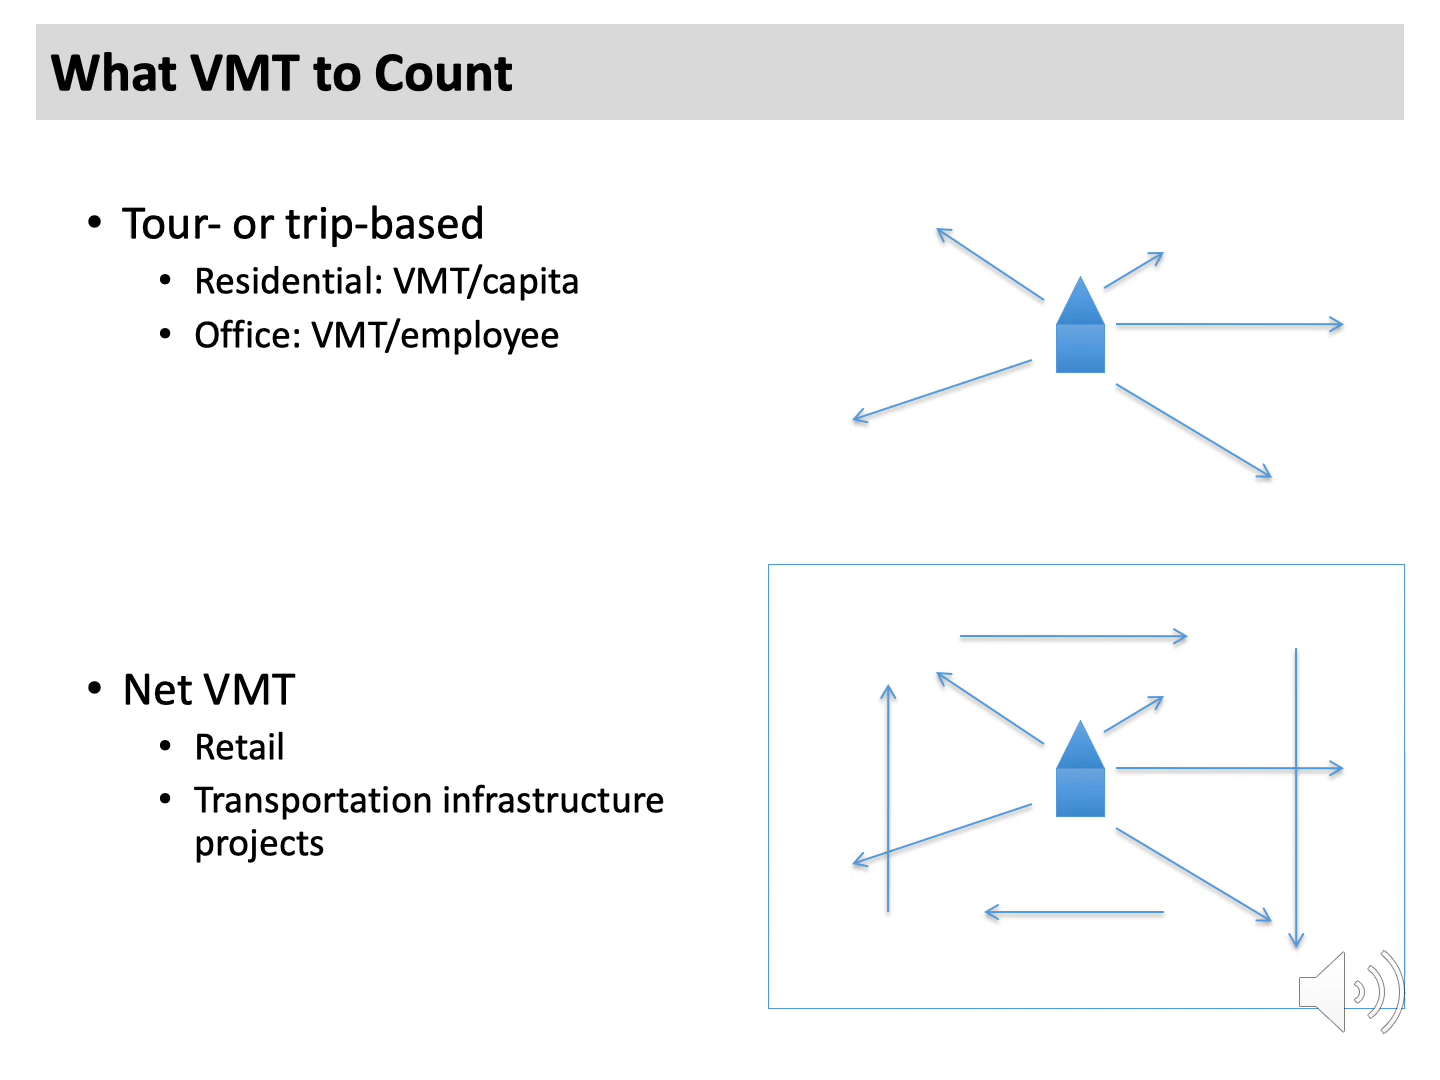 What VMT to Count
• Tour- or trip-based
• Residential: VMT/capita
• Office: VMT/employee
• Net VMT
• Retail
• Transportation infrastructure
projects